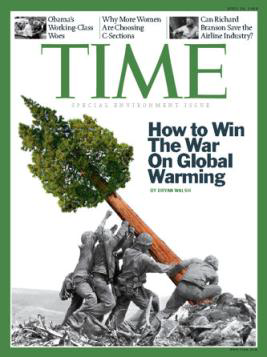 Obama's
Working-Class
Woes
Why More Women
Are Choosing
C-Sections
Can Richard
Branson Save the
Airline Industry?
TIME
SPECIAL ENVIRONMENT ISSUE
How to Win
The War
On Global
Warming
BY BRYAN WALSH